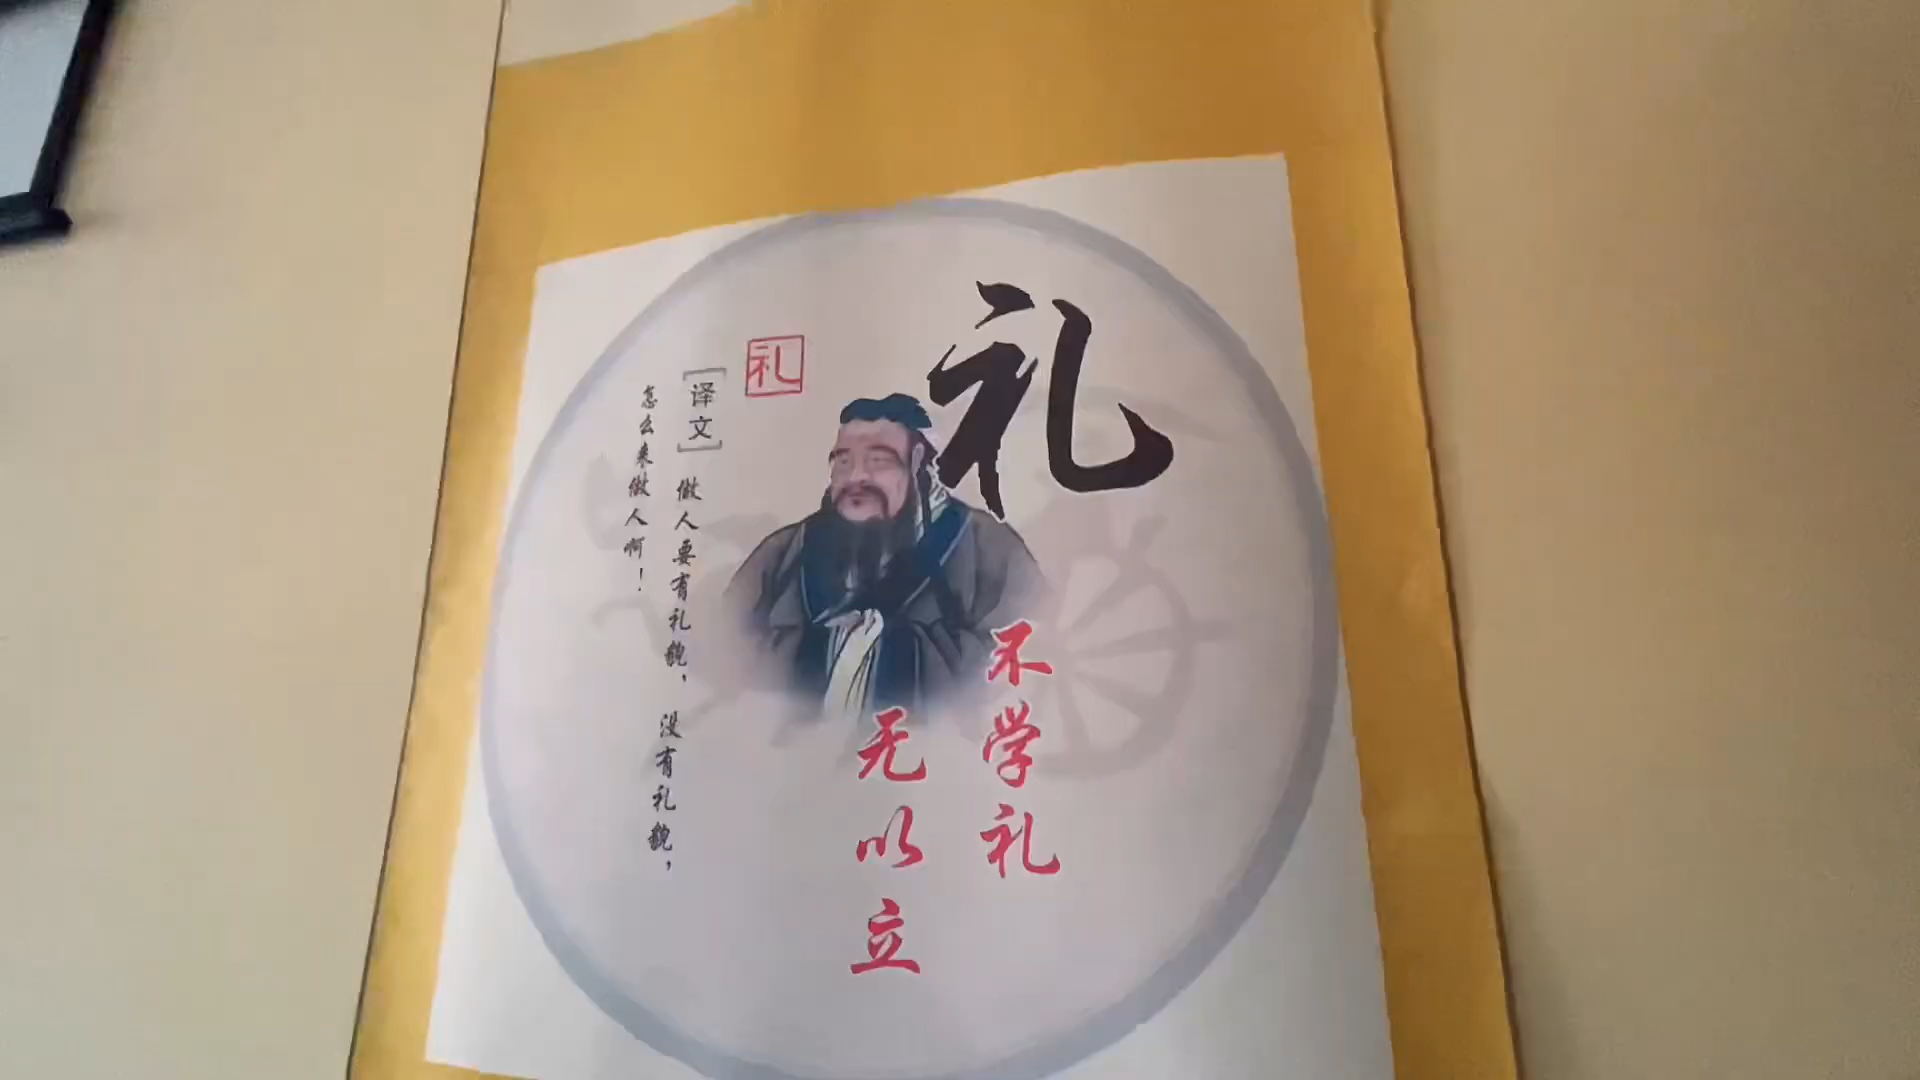 礼
不学礼
无以立
礼
[译文] 做人要有礼貌，没有礼貌，
怎么来做人啊！